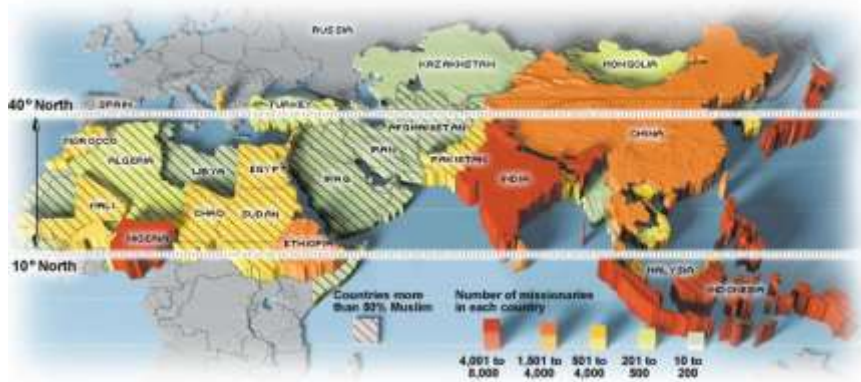 RUSSIA
KAZAKHSTAN
MONGOLIA
40° North
SPAIN
TURKEY
AFGHANISTAN
CHINA
MOROCCO
ALGERIA
LIBYA
EGYPT
IRAQ
IRAN
PAKISTAN
INDIA
MALI
CHAD
SUDAN
NIGERIA
ETHIOPIA
10° North
MALYSIA
INDONESIA
Countries more
than 50% Muslim
Number of missionaries
in each country
4,001 to
8,000
1,501 to
4,000
501 to
4,000
201 to
500
10 to
200